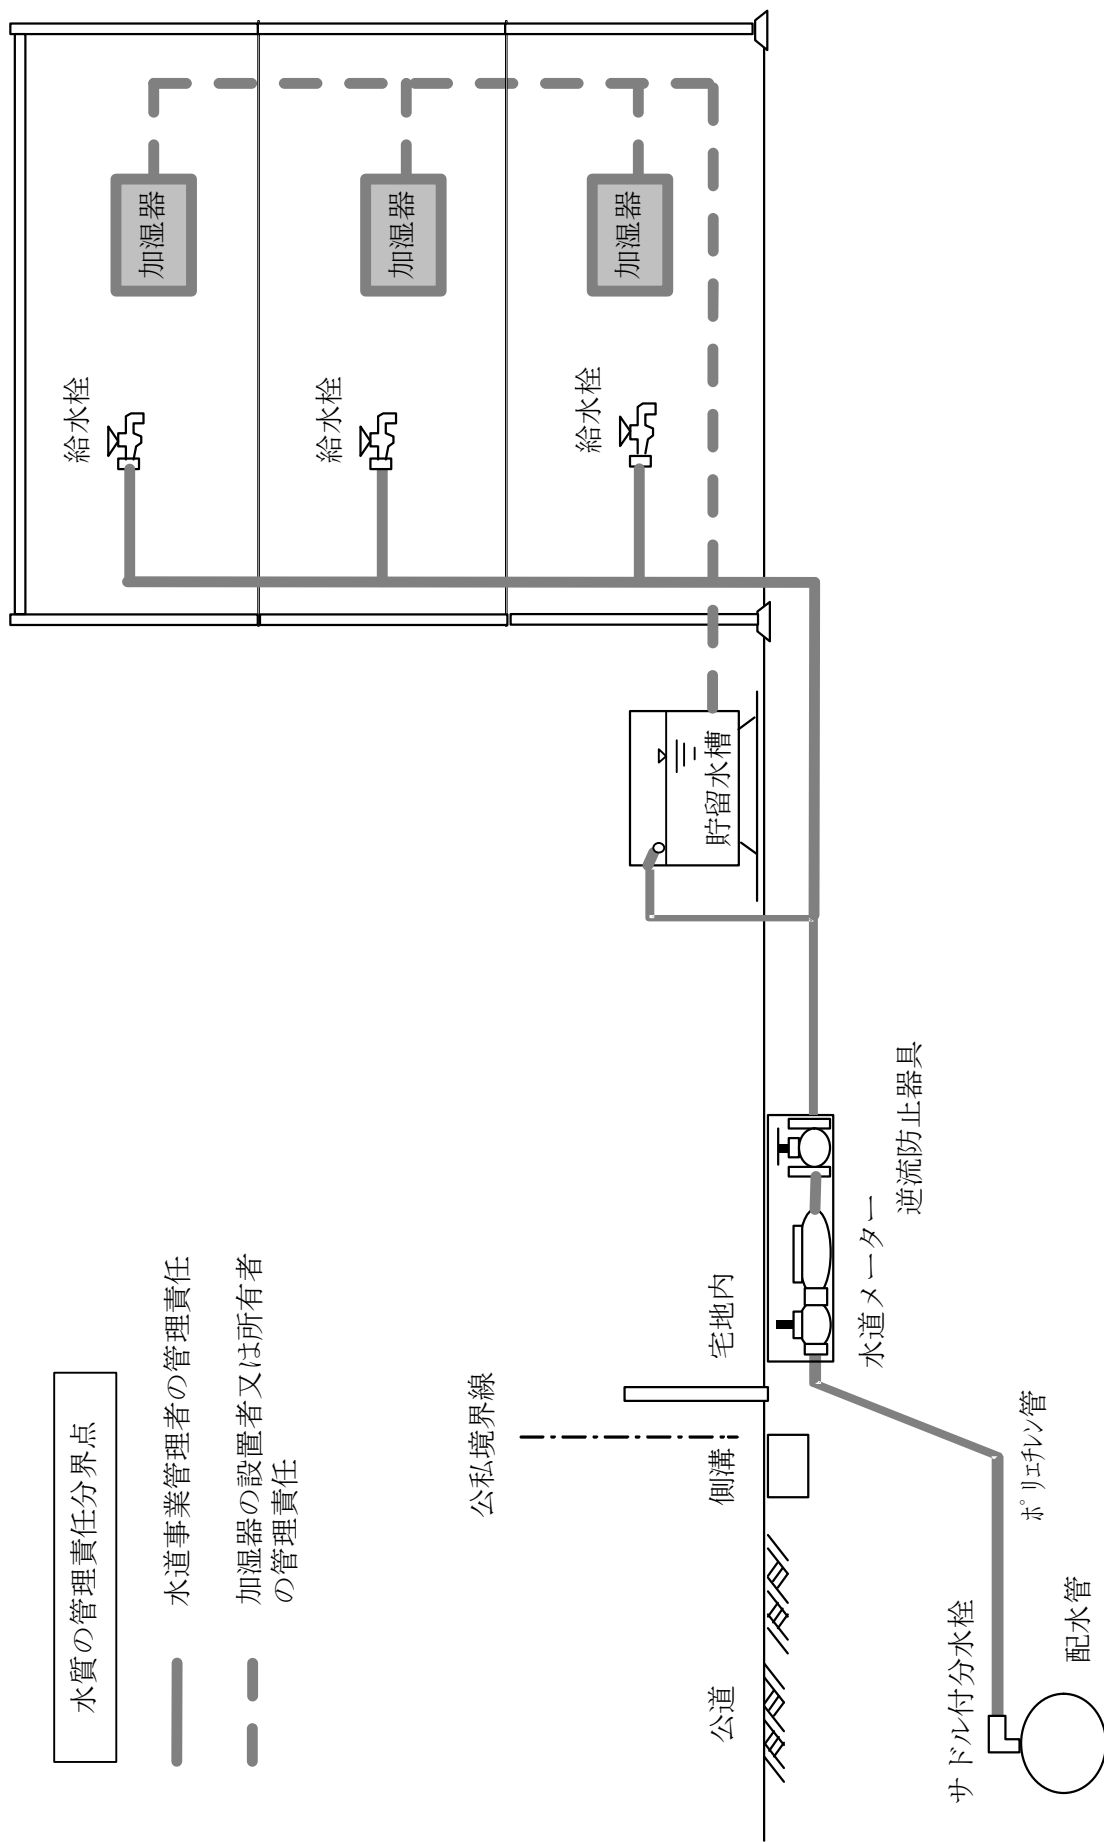 水質の管理責任分界点
水道事業管理者の管理責任
加湿器の設置者又は所有者
の管理責任
加湿器
加湿器
加湿器
給水栓
給水栓
給水栓
貯留水槽
公私境界線
公道
側溝
宅地内
水道メーター
逆流防止器具
サドル付分水栓
ﾎﾟﾘｴﾁﾚﾝ管
配水管